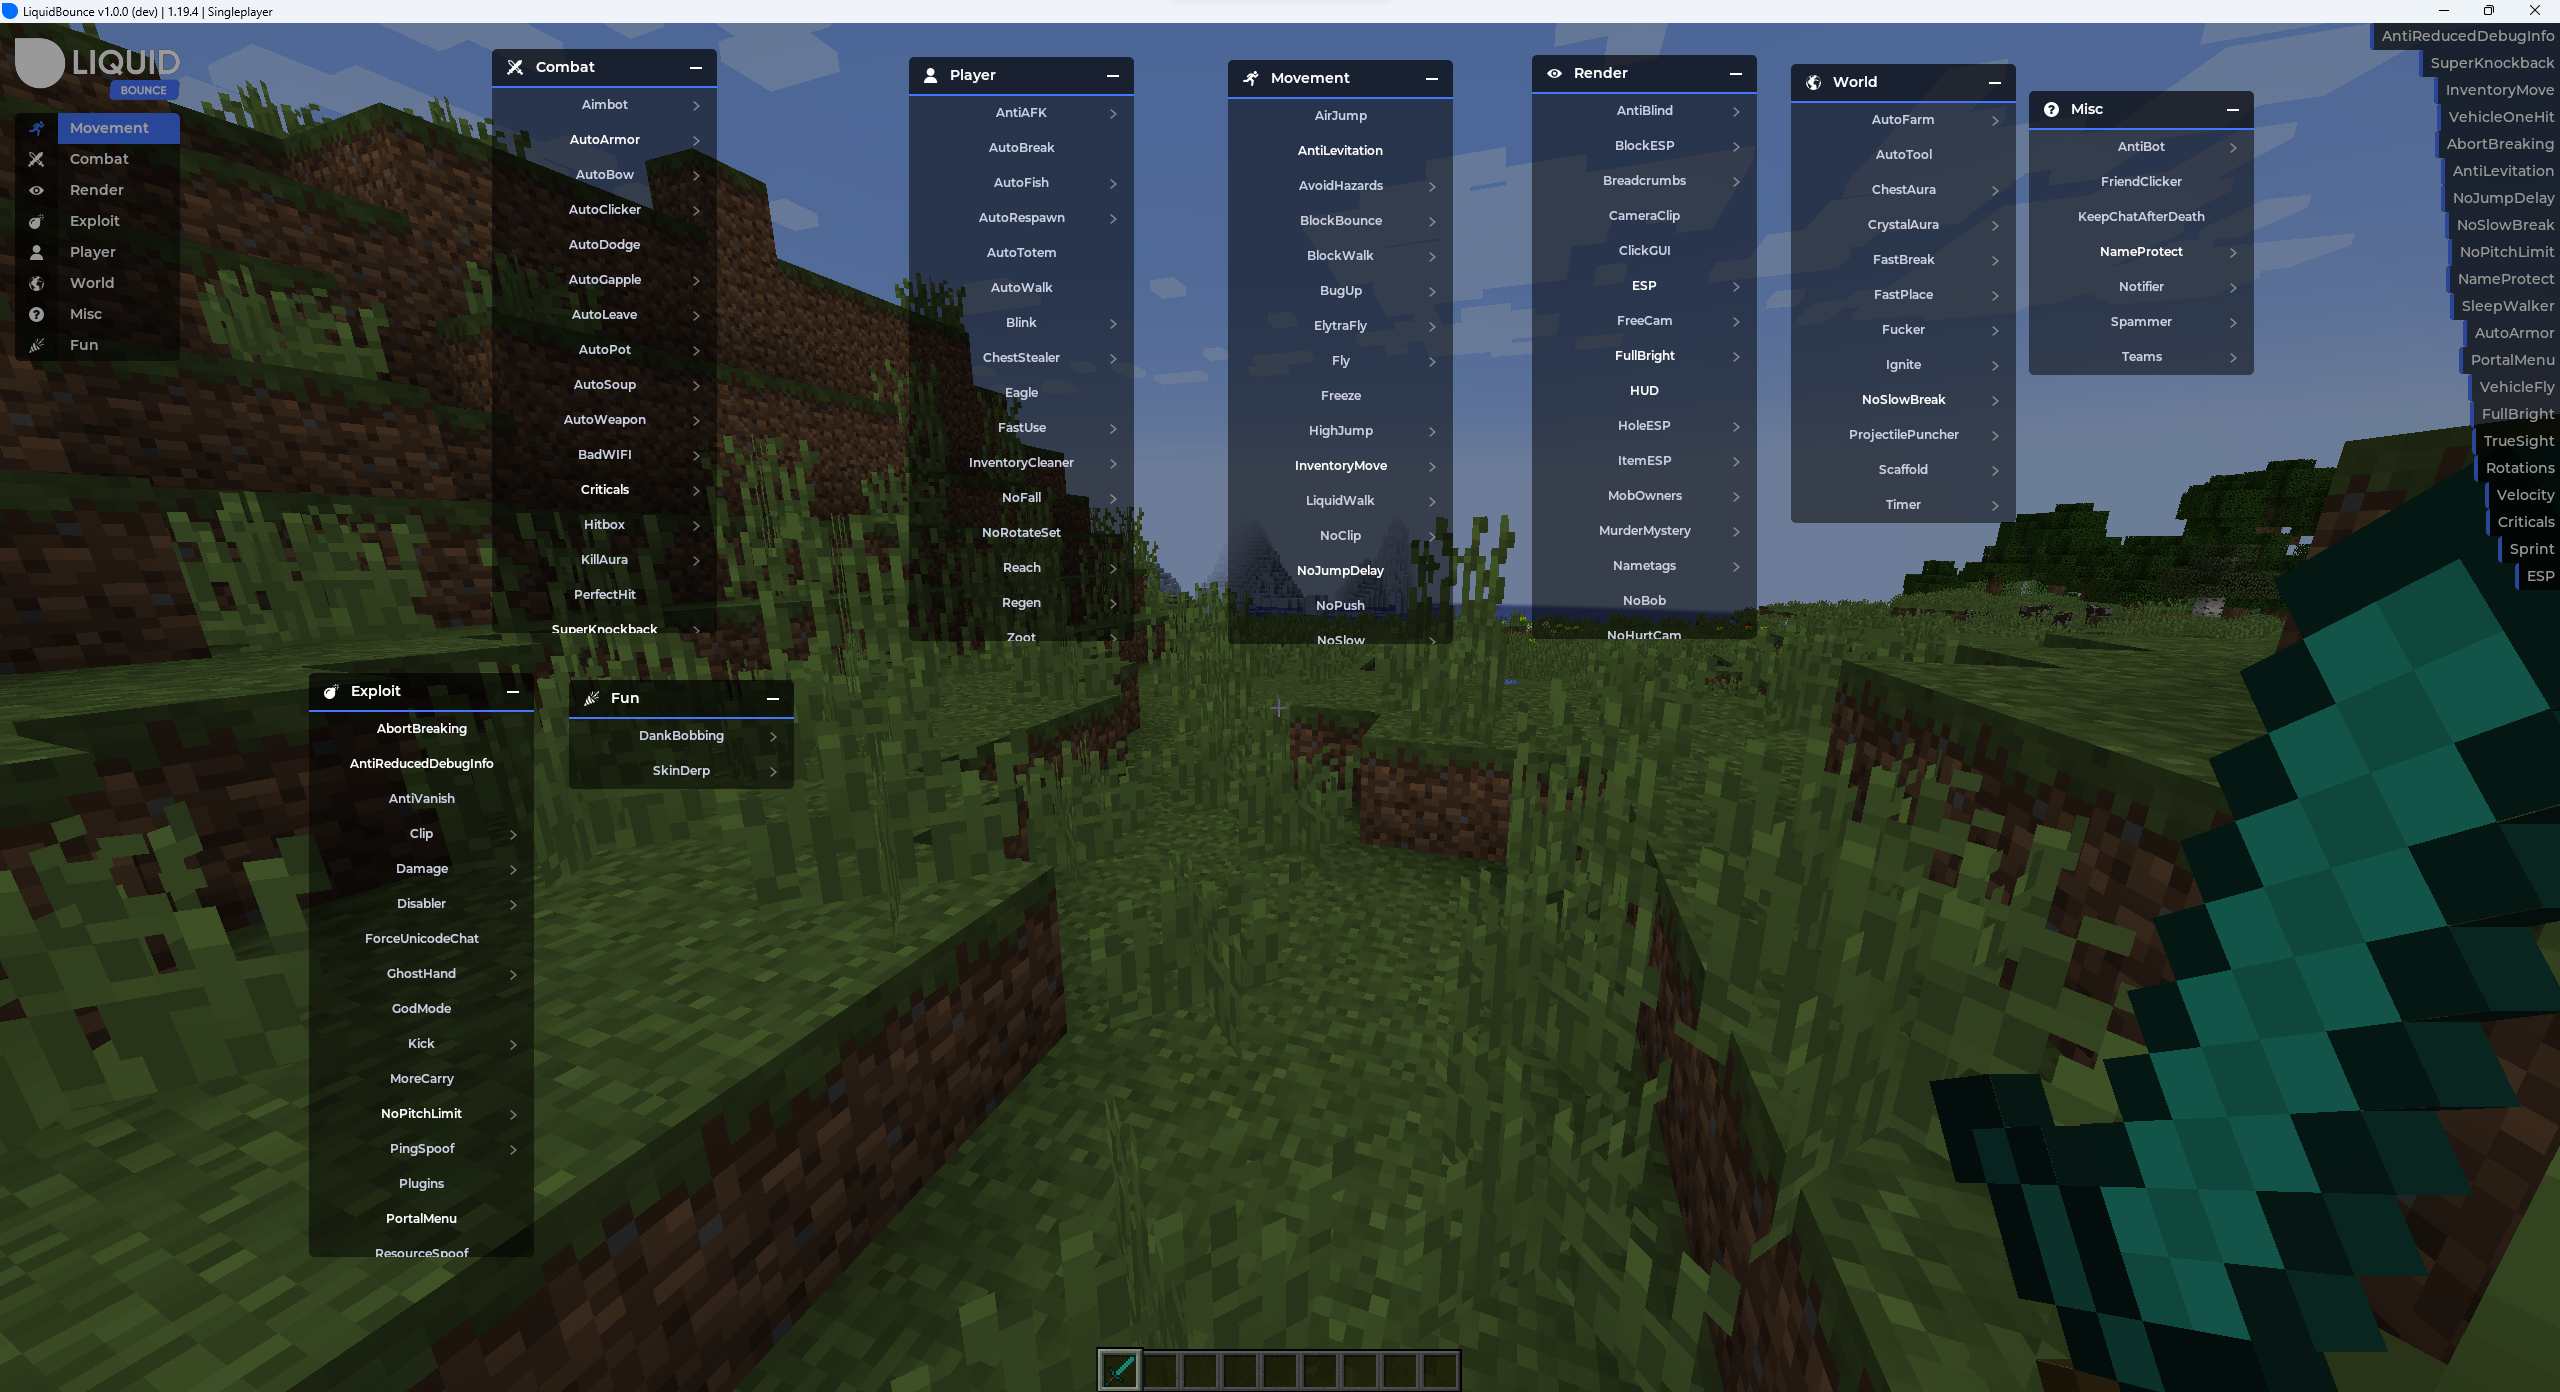 LiquidBounce v1.0.0 (dev) | 1.19.4 | Singleplayer
LIQUID
BOUNCE
Movement
Combat
Render
Exploit
Player
World
Misc
Fun
Combat
Aimbot
AutoArmor
AutoBow
AutoClicker
AutoDodge
AutoGapple
AutoLeave
AutoPot
AutoSoup
AutoWeapon
BadWIFI
Criticals
Hitbox
KillAura
PerfectHit
SuperKnockback
Player
AntiAFK
AutoBreak
AutoFish
AutoRespawn
AutoTotem
AutoWalk
Blink
ChestStealer
Eagle
FastUse
InventoryCleaner
NoFall
NoRotateSet
Reach
Regen
Zoot
Movement
AirJump
AntiLevitation
AvoidHazards
BlockBounce
BlockWalk
BugUp
ElytraFly
Fly
Freeze
HighJump
InventoryMove
LiquidWalk
NoClip
NoJumpDelay
NoPush
NoSlow
Render
AntiBlind
BlockESP
Breadcrumbs
CameraClip
ClickGUI
ESP
FreeCam
FullBright
HUD
HoleESP
ItemESP
MobOwners
MurderMystery
Nametags
NoBob
NoHurtCam
World
AutoFarm
AutoTool
ChestAura
CrystalAura
FastBreak
FastPlace
Fucker
Ignite
NoSlowBreak
ProjectilePuncher
Scaffold
Timer
Misc
AntiBot
FriendClicker
KeepChatAfterDeath
NameProtect
Notifier
Spammer
Teams
AntiReducedDebugInfo
SuperKnockback
InventoryMove
VehicleOneHit
AbortBreaking
AntiLevitation
NoJumpDelay
NoSlowBreak
NoPitchLimit
NameProtect
SleepWalker
AutoArmor
PortalMenu
VehicleFly
FullBright
TrueSight
Rotations
Velocity
Criticals
Sprint
ESP
Exploit
AbortBreaking
AntiReducedDebugInfo
AntiVanish
Clip
Damage
Disabler
ForceUnicodeChat
GhostHand
GodMode
Kick
MoreCarry
NoPitchLimit
PingSpoof
Plugins
PortalMenu
ResourceSpoof
Fun
DankBobbing
SkinDerp